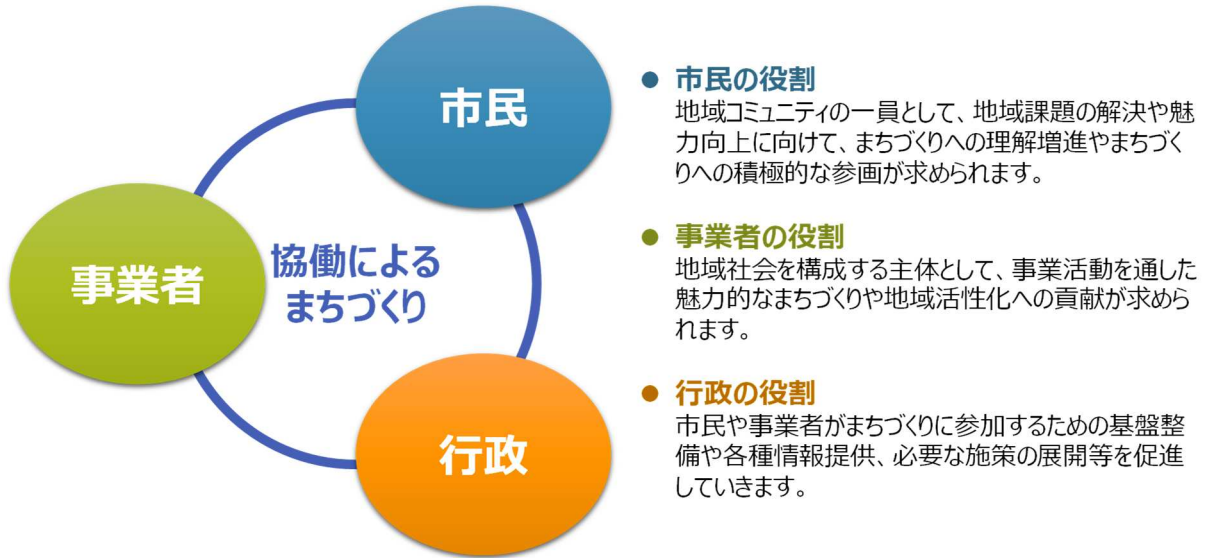 市民
事業者
協働による
まちづくり
行政
● 市民の役割
地域コミュニティの一員として、地域課題の解決や魅
力向上に向けて、まちづくりへの理解増進やまちづく
りへの積極的な参画が求められます。
● 事業者の役割
地域社会を構成する主体として、事業活動を通した
魅力的なまちづくりや地域活性化への貢献が求めら
れます。
● 行政の役割
市民や事業者がまちづくりに参加するための基盤整
備や各種情報提供、必要な施策の展開等を促進
していきます。